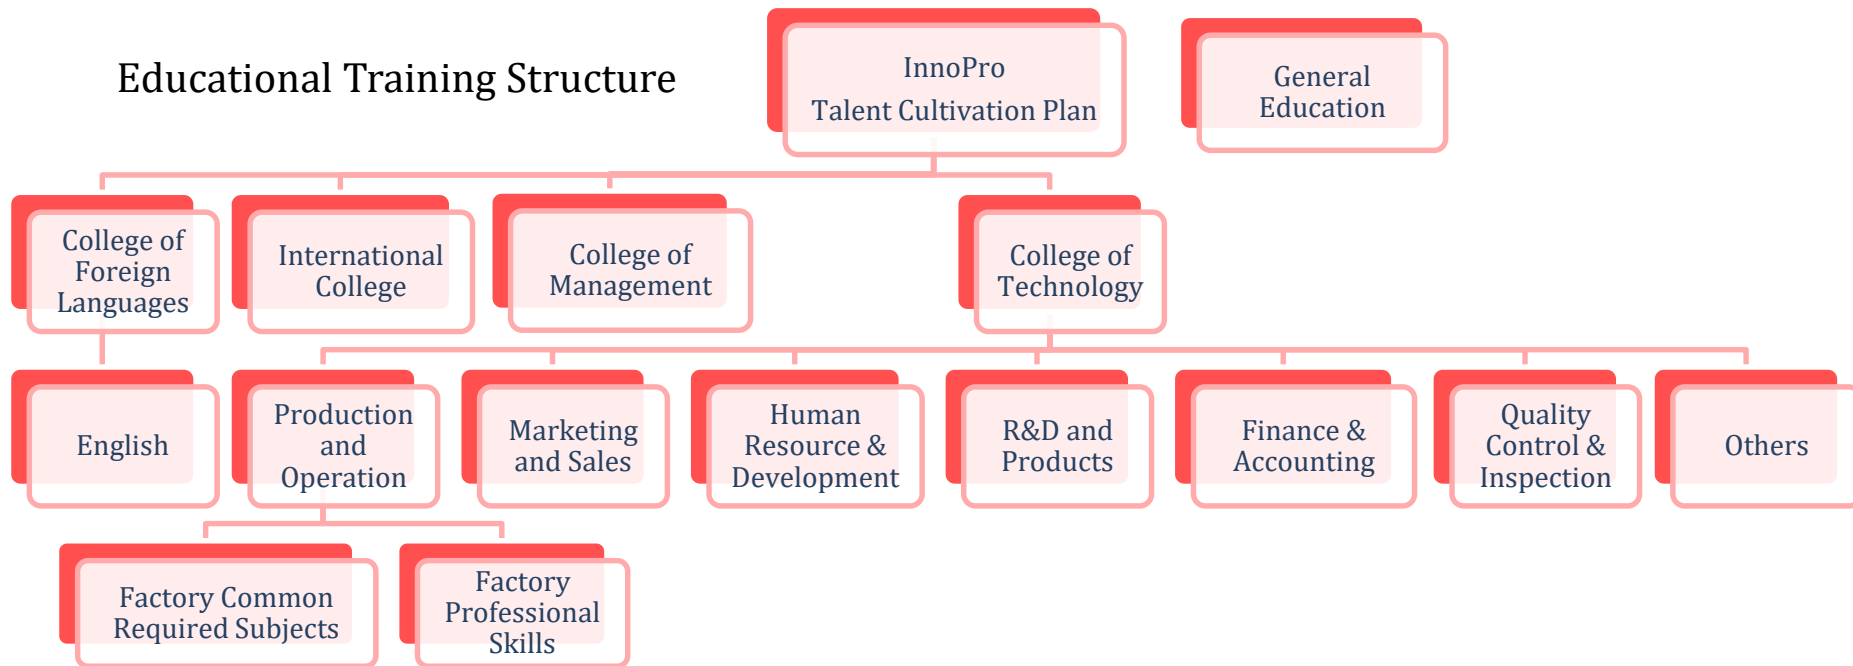 Educational Training Structure
InnoPro
Talent Cultivation Plan
General
Education
College of
Foreign
Languages
International
College
College of
Management
College of
Technology
English
Production
and
Operation
Marketing
and Sales
Human
Resource &
Development
R&D and
Products
Finance &
Accounting
Quality
Control &
Inspection
Others
Factory Common
Required Subjects
Factory
Professional
Skills